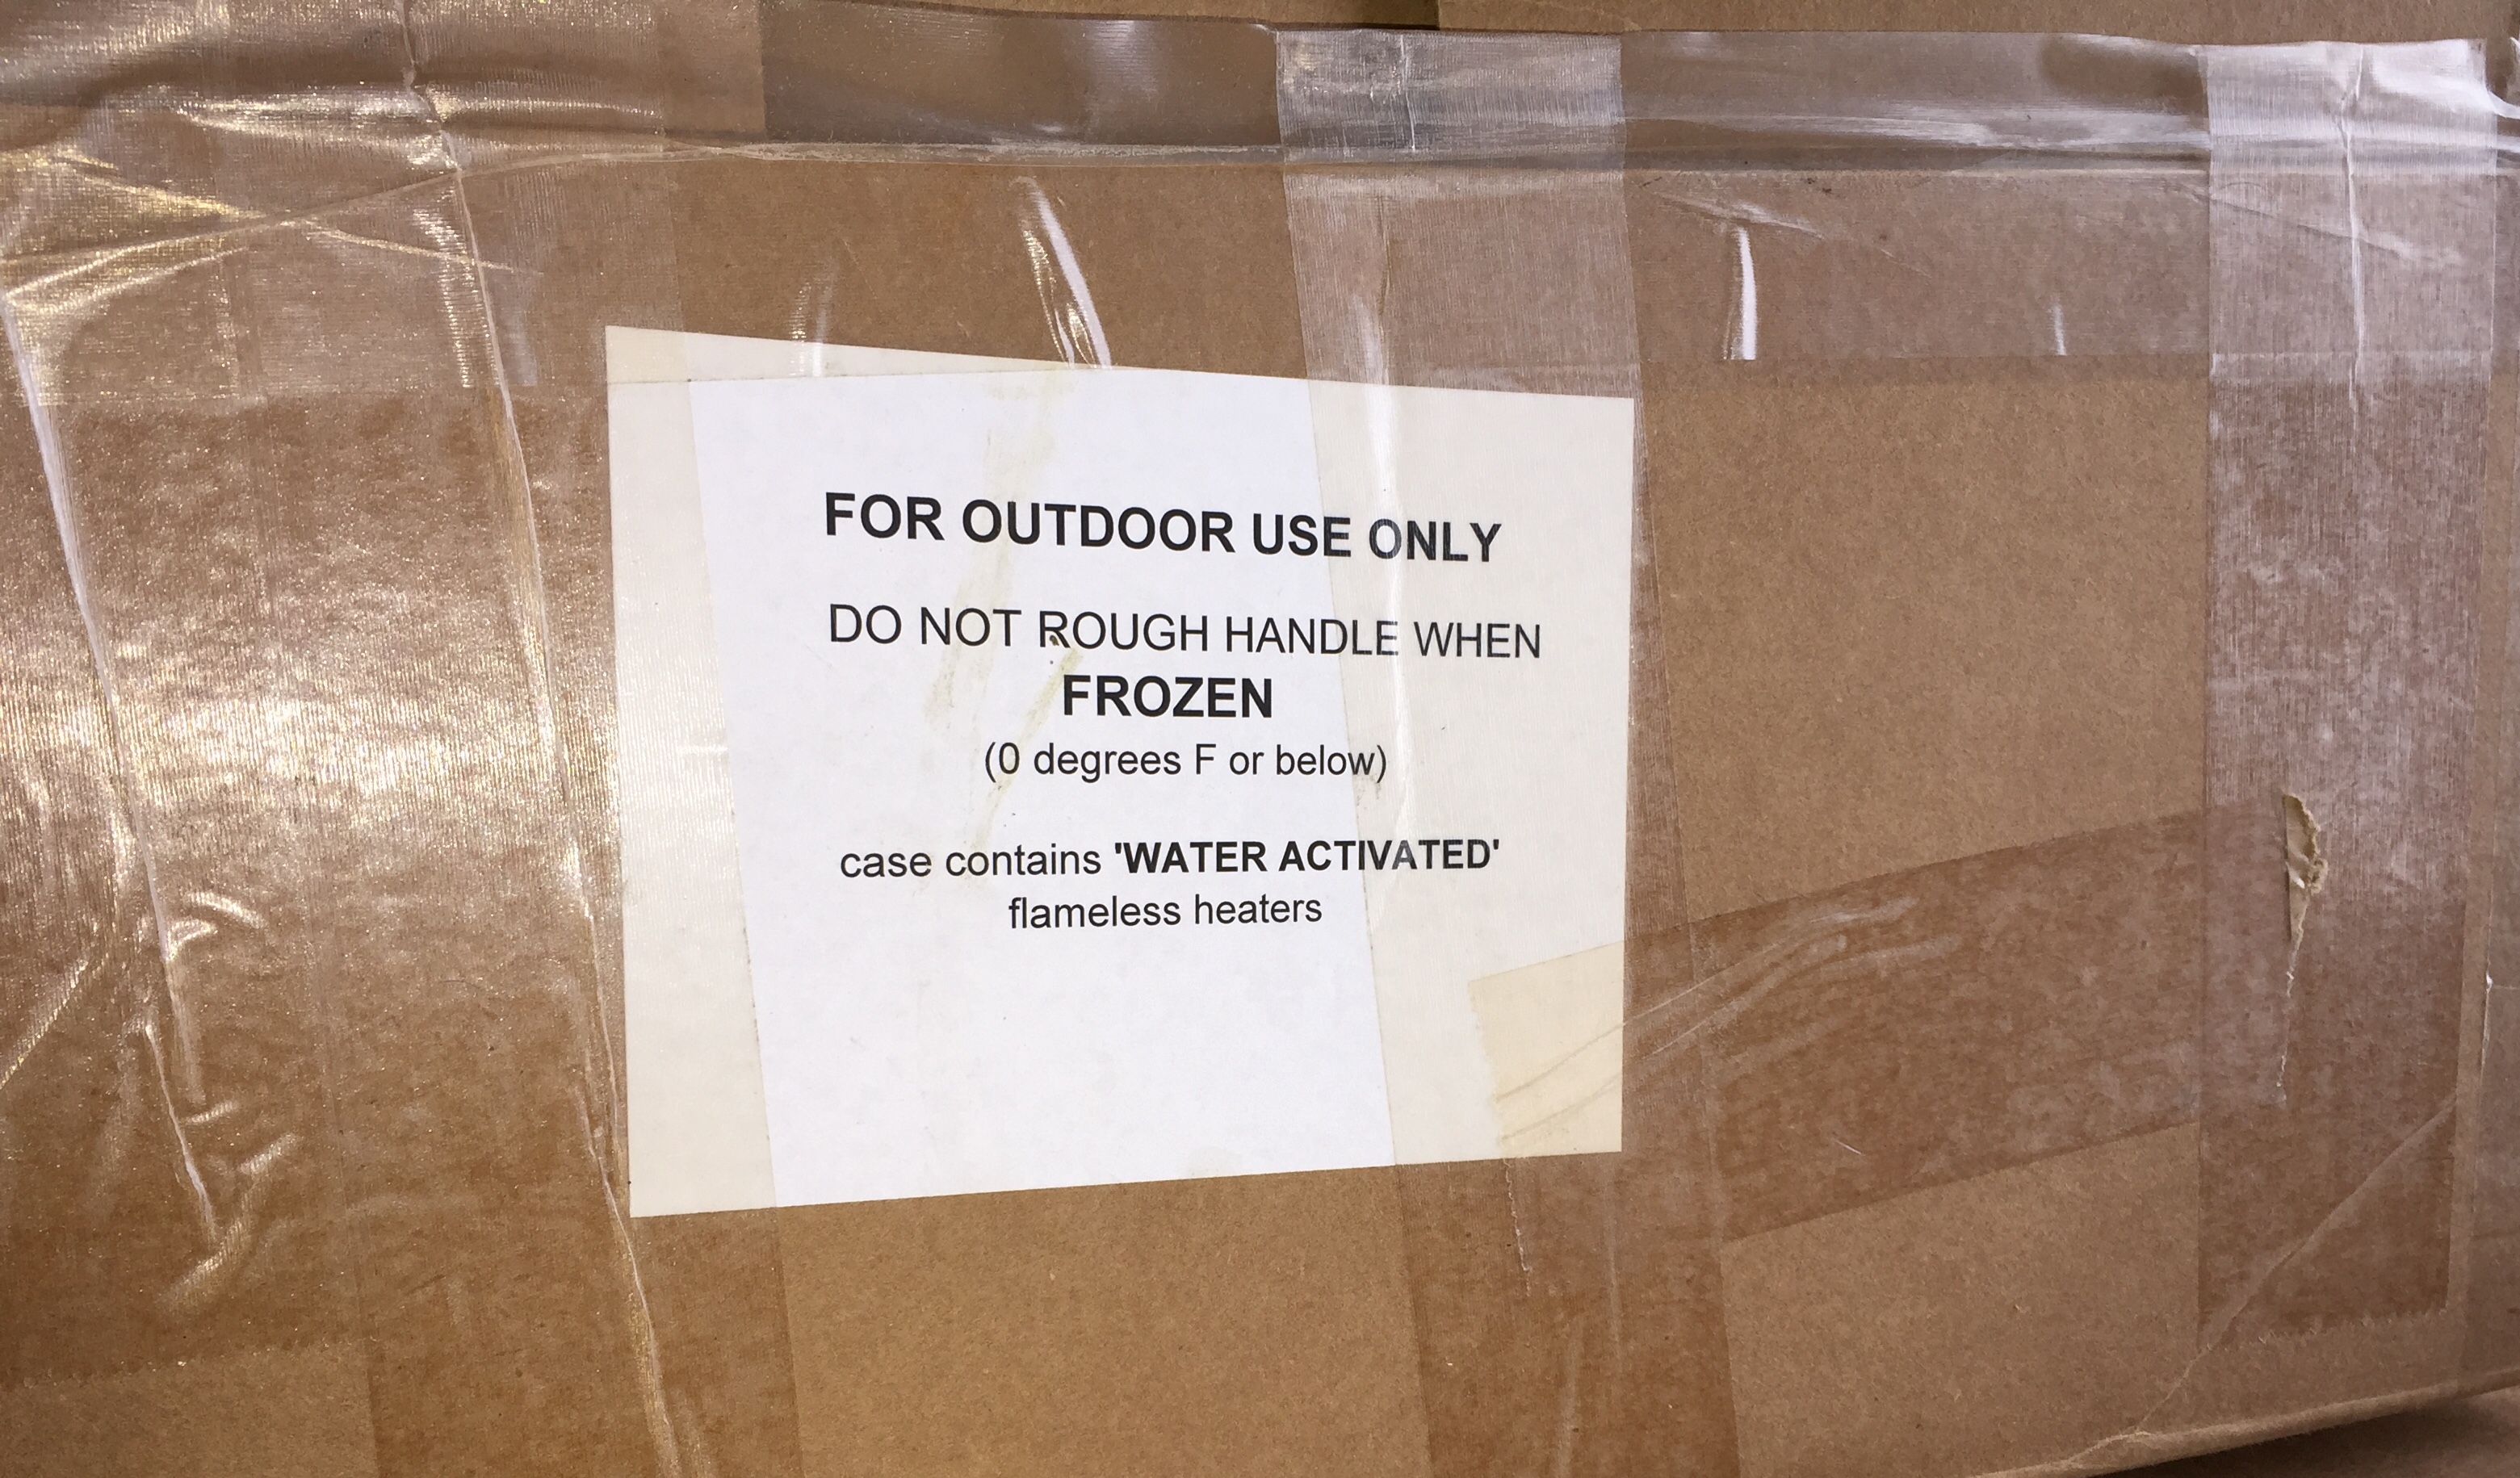 FOR OUTDOOR USE ONLY
DO NOT ROUGH HANDLE WHEN
FROZEN
(0 degrees F or below)
case contains 'WATER ACTIVATED'
flameless heaters